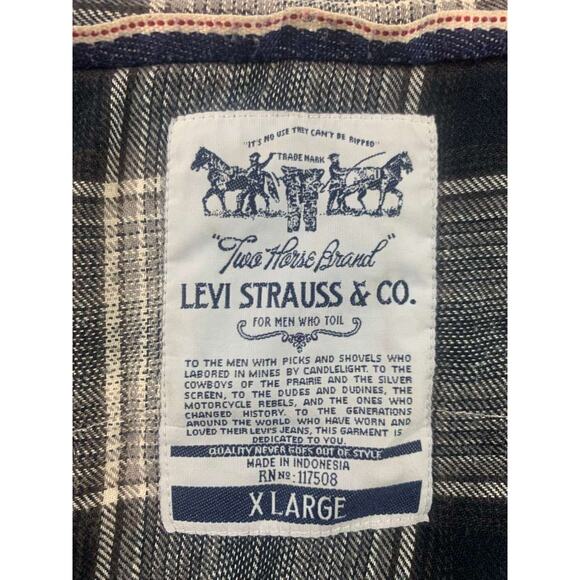 "IT'S NO USE THEY CAN'T BE RIPPED"
TRADE MARK
"Two Horse Brand"
LEVI STRAUSS & CO.
FOR MEN WHO TOIL
TO THE MEN WITH PICKS AND SHOVELS WHO
LABORED IN MINES BY CANDLELIGHT. TO THE
COWBOYS OF THE PRAIRIE AND THE SILVER
SCREEN, TO THE DUDES AND DUDINES, THE
MOTORCYCLE REBELS, AND THE ONES WHO
CHANGED HISTORY. TO THE GENERATIONS
AROUND THE WORLD WHO HAVE WORN AND
LOVED THEIR LEVI'S JEANS, THIS GARMENT IS
DEDICATED TO YOU.
QUALITY NEVER GOES OUT OF STYLE
MADE IN INDONESIA
RN Nº: 117508
X LARGE